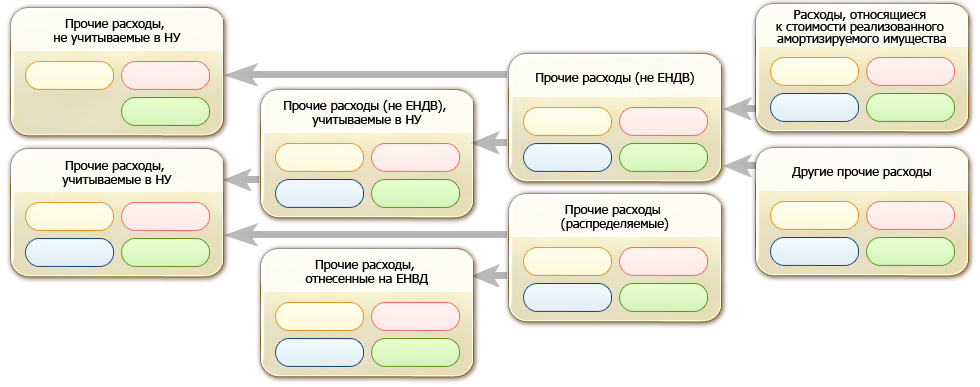 Прочие расходы,
не учитываемые в НУ
Прочие расходы,
учитываемые в НУ
Прочие расходы (не ЕНДВ),
учитываемые в НУ
Прочие расходы,
отнесенные на ЕНВД
Прочие расходы (не ЕНДВ)
Прочие расходы
(распределяемые)
Расходы, относящиеся
к стоимости реализованного
амортизируемого имущества
Другие прочие расходы